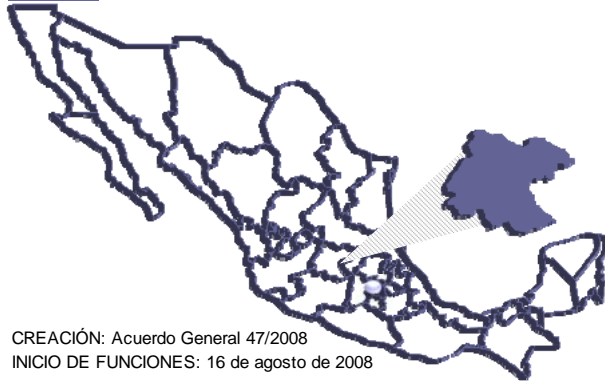 CREACIÓN: Acuerdo General 47/2008
INICIO DE FUNCIONES: 16 de agosto de 2008